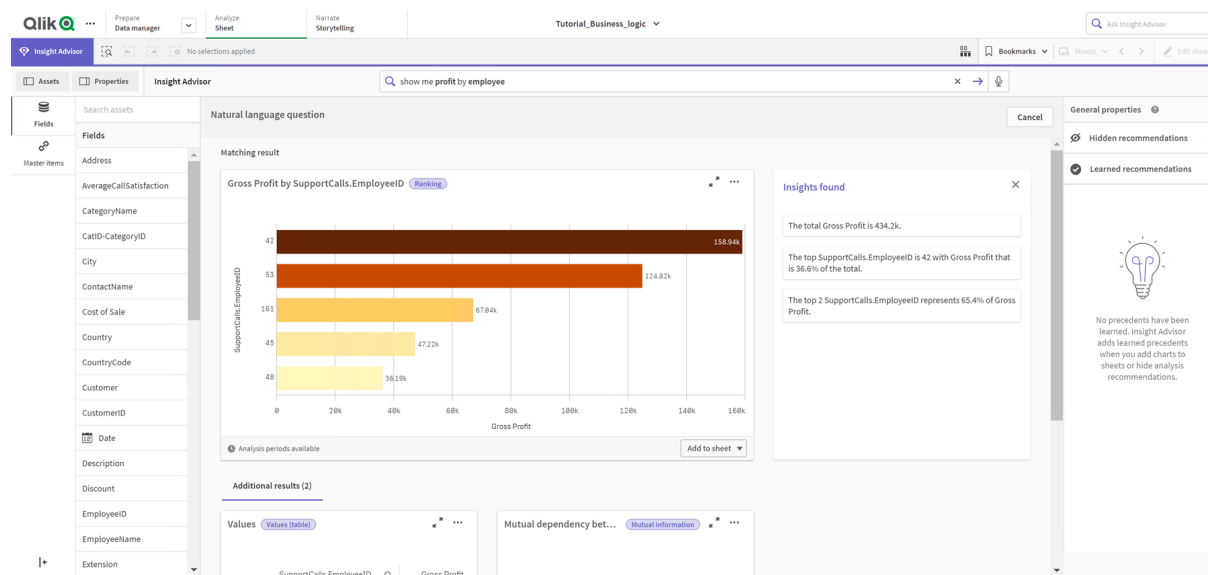 Qlik
Prepare
Data manager
Analyze
Sheet
Narrate
Storytelling
Tutorial_Business_logic
Ask Insight Advisor
Insight Advisor
No selections applied
Bookmarks
Sheets
Edit sheet
Assets
Properties
Insight Advisor
show me profit by employee
Fields
Master items
Search assets
Fields
Address
AverageCallSatisfaction
CategoryName
CatID-CategoryID
City
ContactName
Cost of Sale
Country
CountryCode
Customer
CustomerID
Date
Description
Discount
EmployeeID
EmployeeName
Extension
Natural language question
Cancel
Matching result
Gross Profit by SupportCalls.EmployeeID
Ranking
SupportCalls.EmployeeID
42
158.94k
53
124.82k
161
67.04k
45
47.22k
48
36.19k
0 20k 40k 60k 80k 100k 120k 140k 160k
Gross Profit
Analysis periods available
Add to sheet
Insights found
The total Gross Profit is 434.2k.
The top SupportCalls.EmployeeID is 42 with Gross Profit that
is 36.6% of the total.
The top 2 SupportCalls.EmployeeID represents 65.4% of Gross
Profit.
Additional results (2)
Values
Values (table)
SupportCalls.EmployeeID
Gross Profit
Mutual dependency bet...
Mutual information
General properties
Hidden recommendations
Learned recommendations
No precedents have been
learned. Insight Advisor
adds learned precedents
when you add charts to
sheets or hide analysis
recommendations.